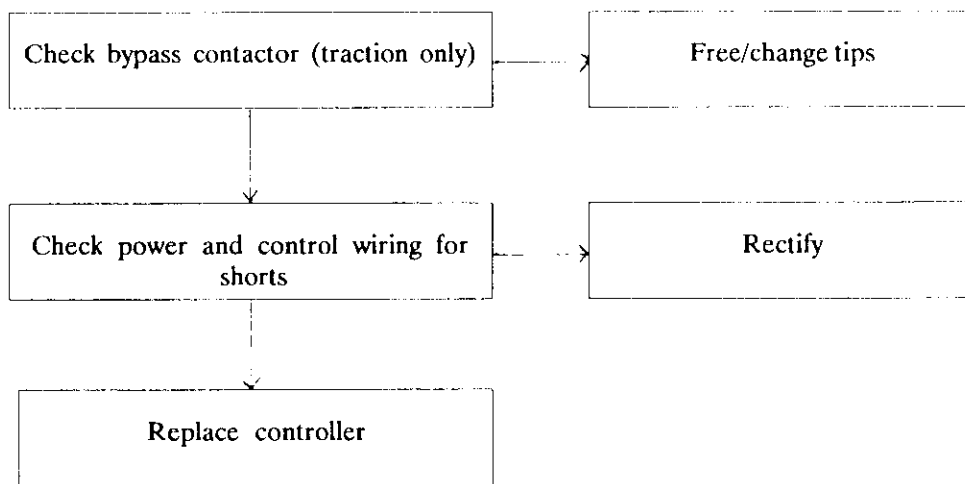 Check bypass contactor (traction only)
Free/change tips
Check power and control wiring for
shorts
Rectify
Replace controller